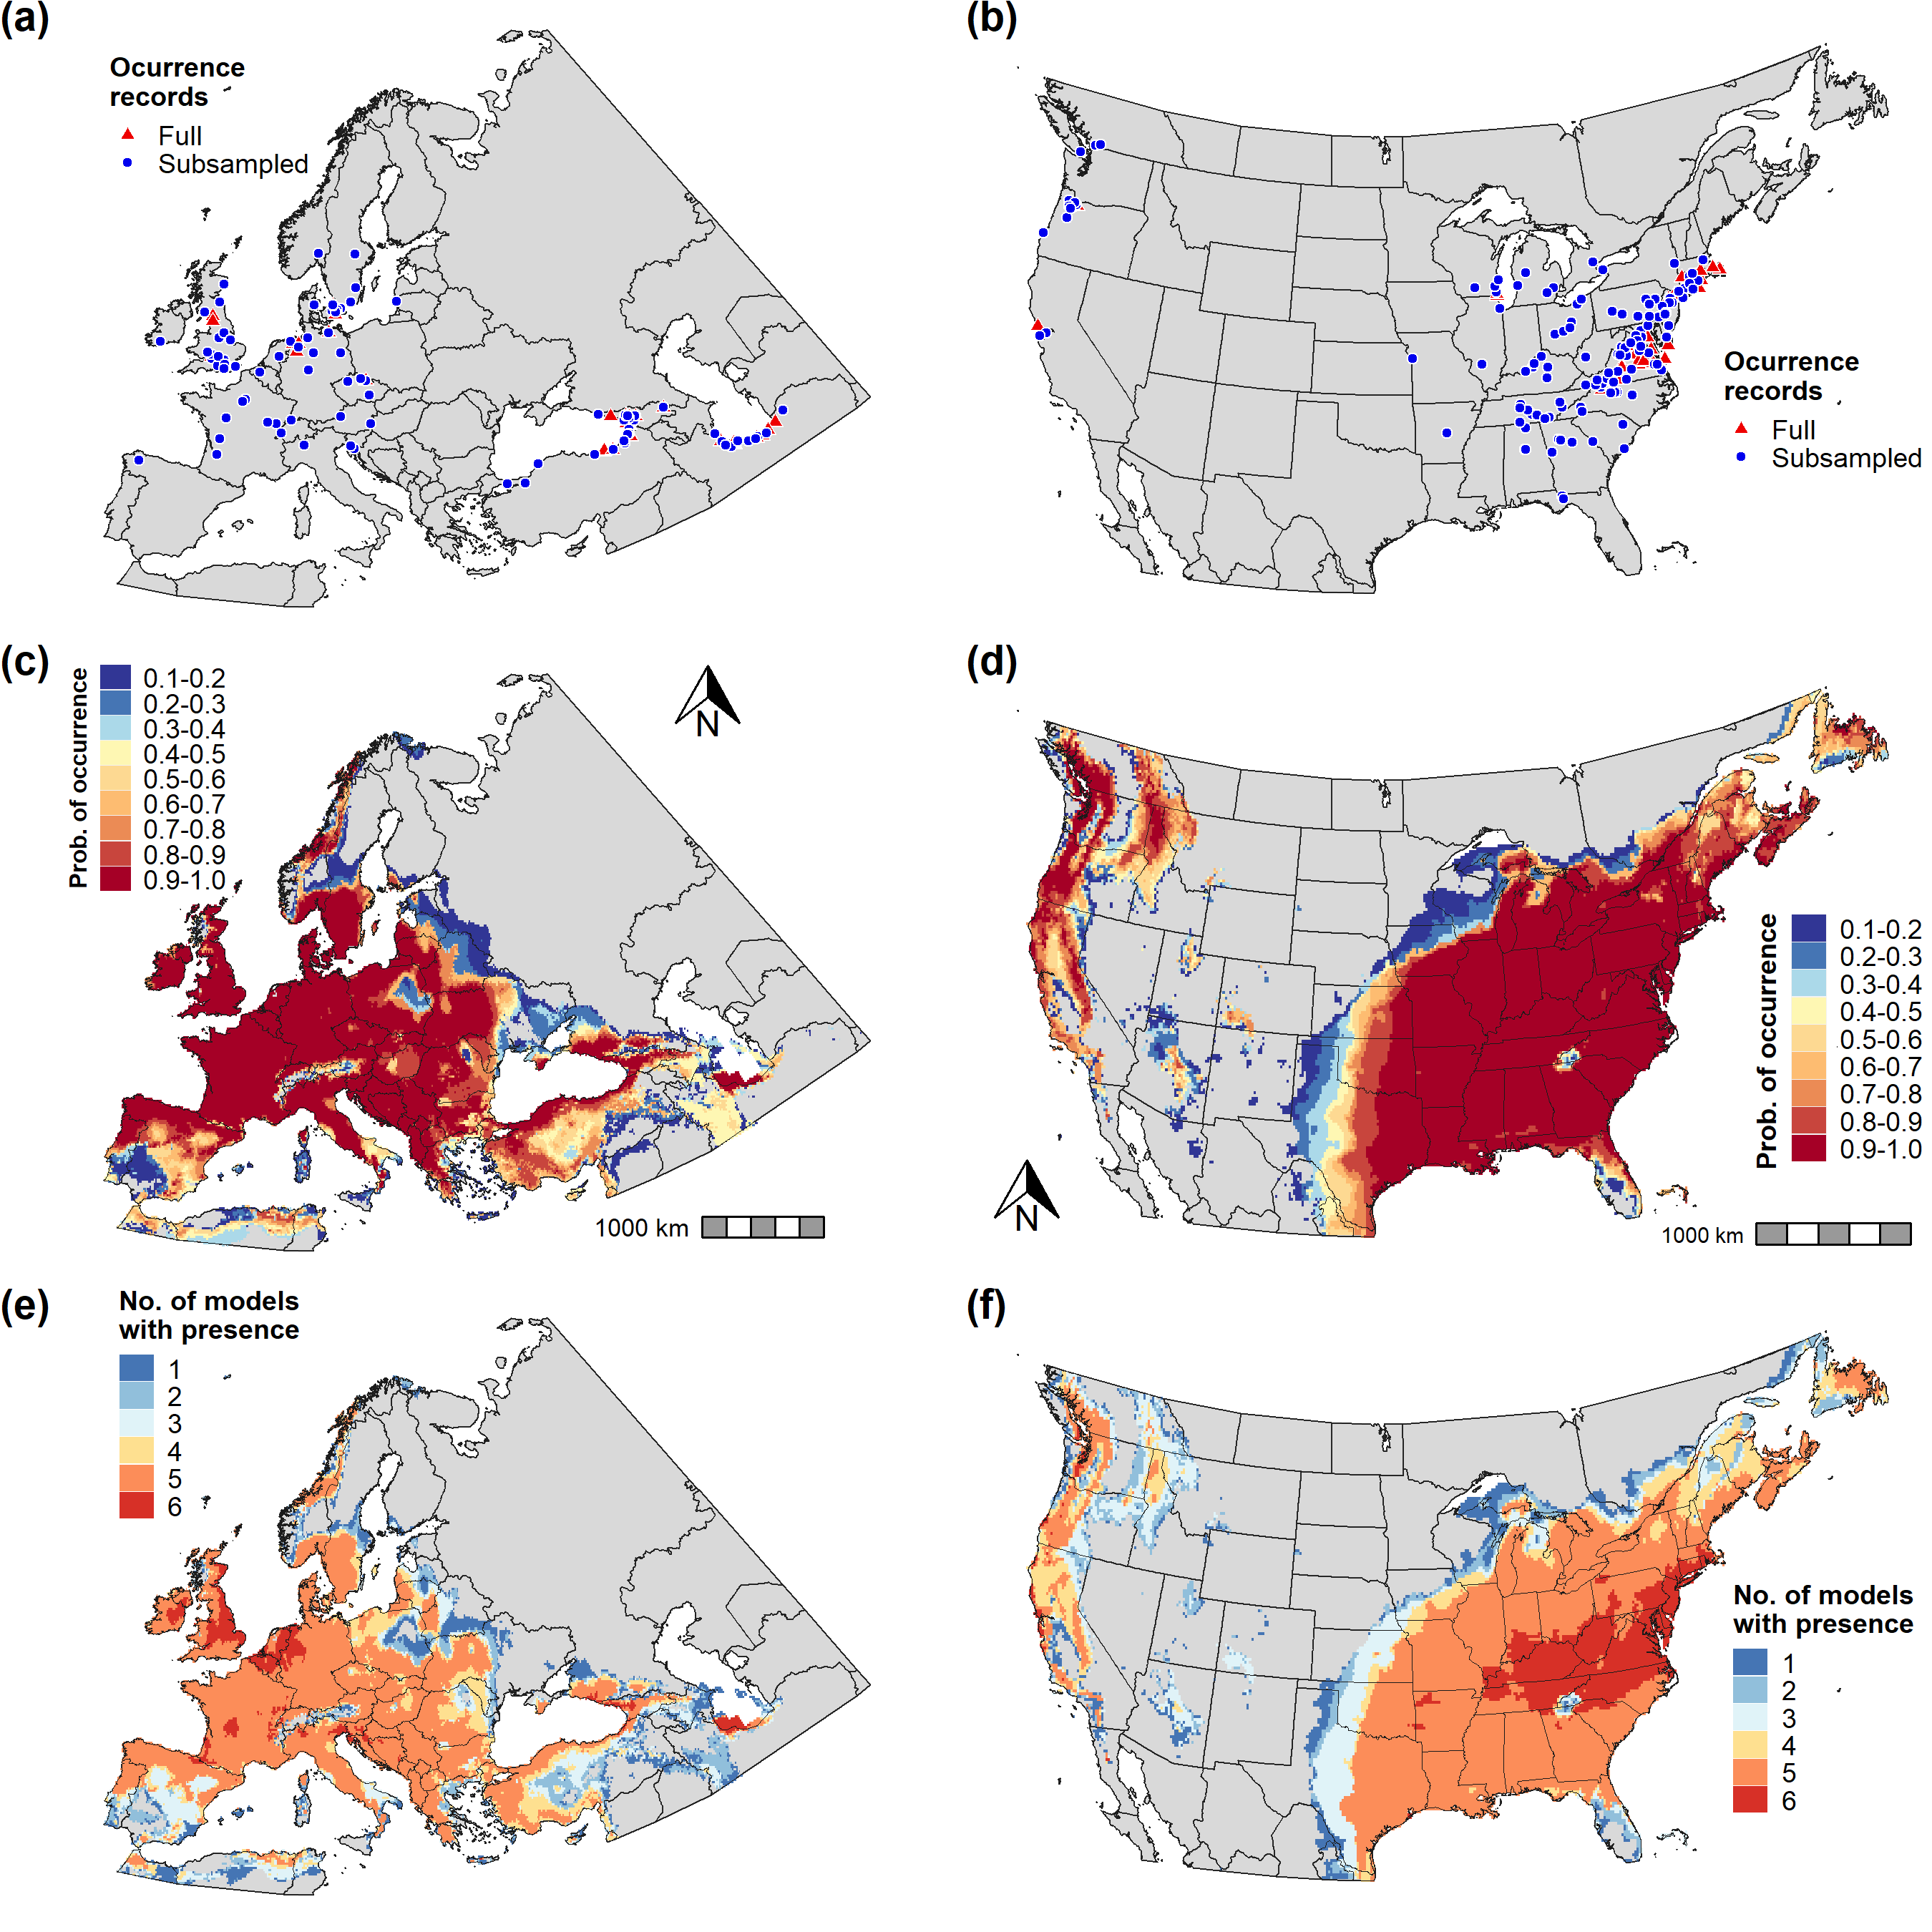 (a)
Ocurrence
records
Full
Subsampled
(b)
Ocurrence
records
Full
Subsampled
(c)
Prob. of occurrence
0.1-0.2
0.2-0.3
0.3-0.4
0.4-0.5
0.5-0.6
0.6-0.7
0.7-0.8
0.8-0.9
0.9-1.0
N
1000 km
(d)
Prob. of occurrence
0.1-0.2
0.2-0.3
0.3-0.4
0.4-0.5
0.5-0.6
0.6-0.7
0.7-0.8
0.8-0.9
0.9-1.0
N
1000 km
(e)
No. of models
with presence
1
2
3
4
5
6
(f)
No. of models
with presence
1
2
3
4
5
6